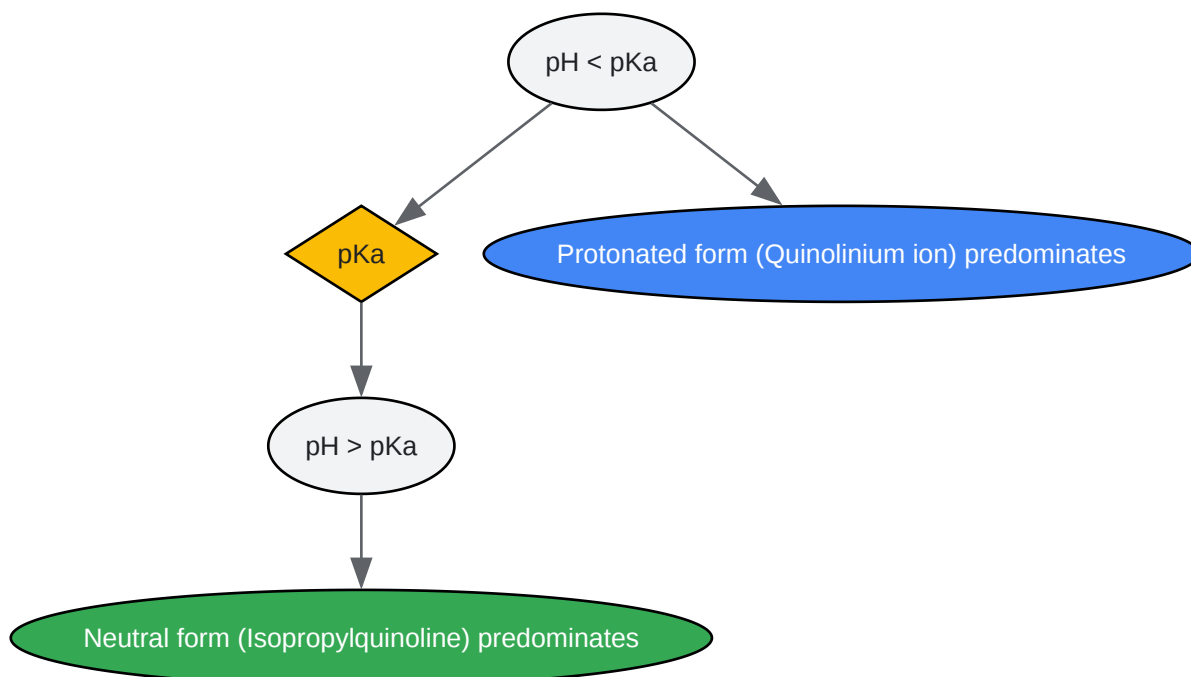 pH < pKa
pKa
Protonated form (Quinolinium ion) predominates
pH > pKa
Neutral form (Isopropylquinoline) predominates